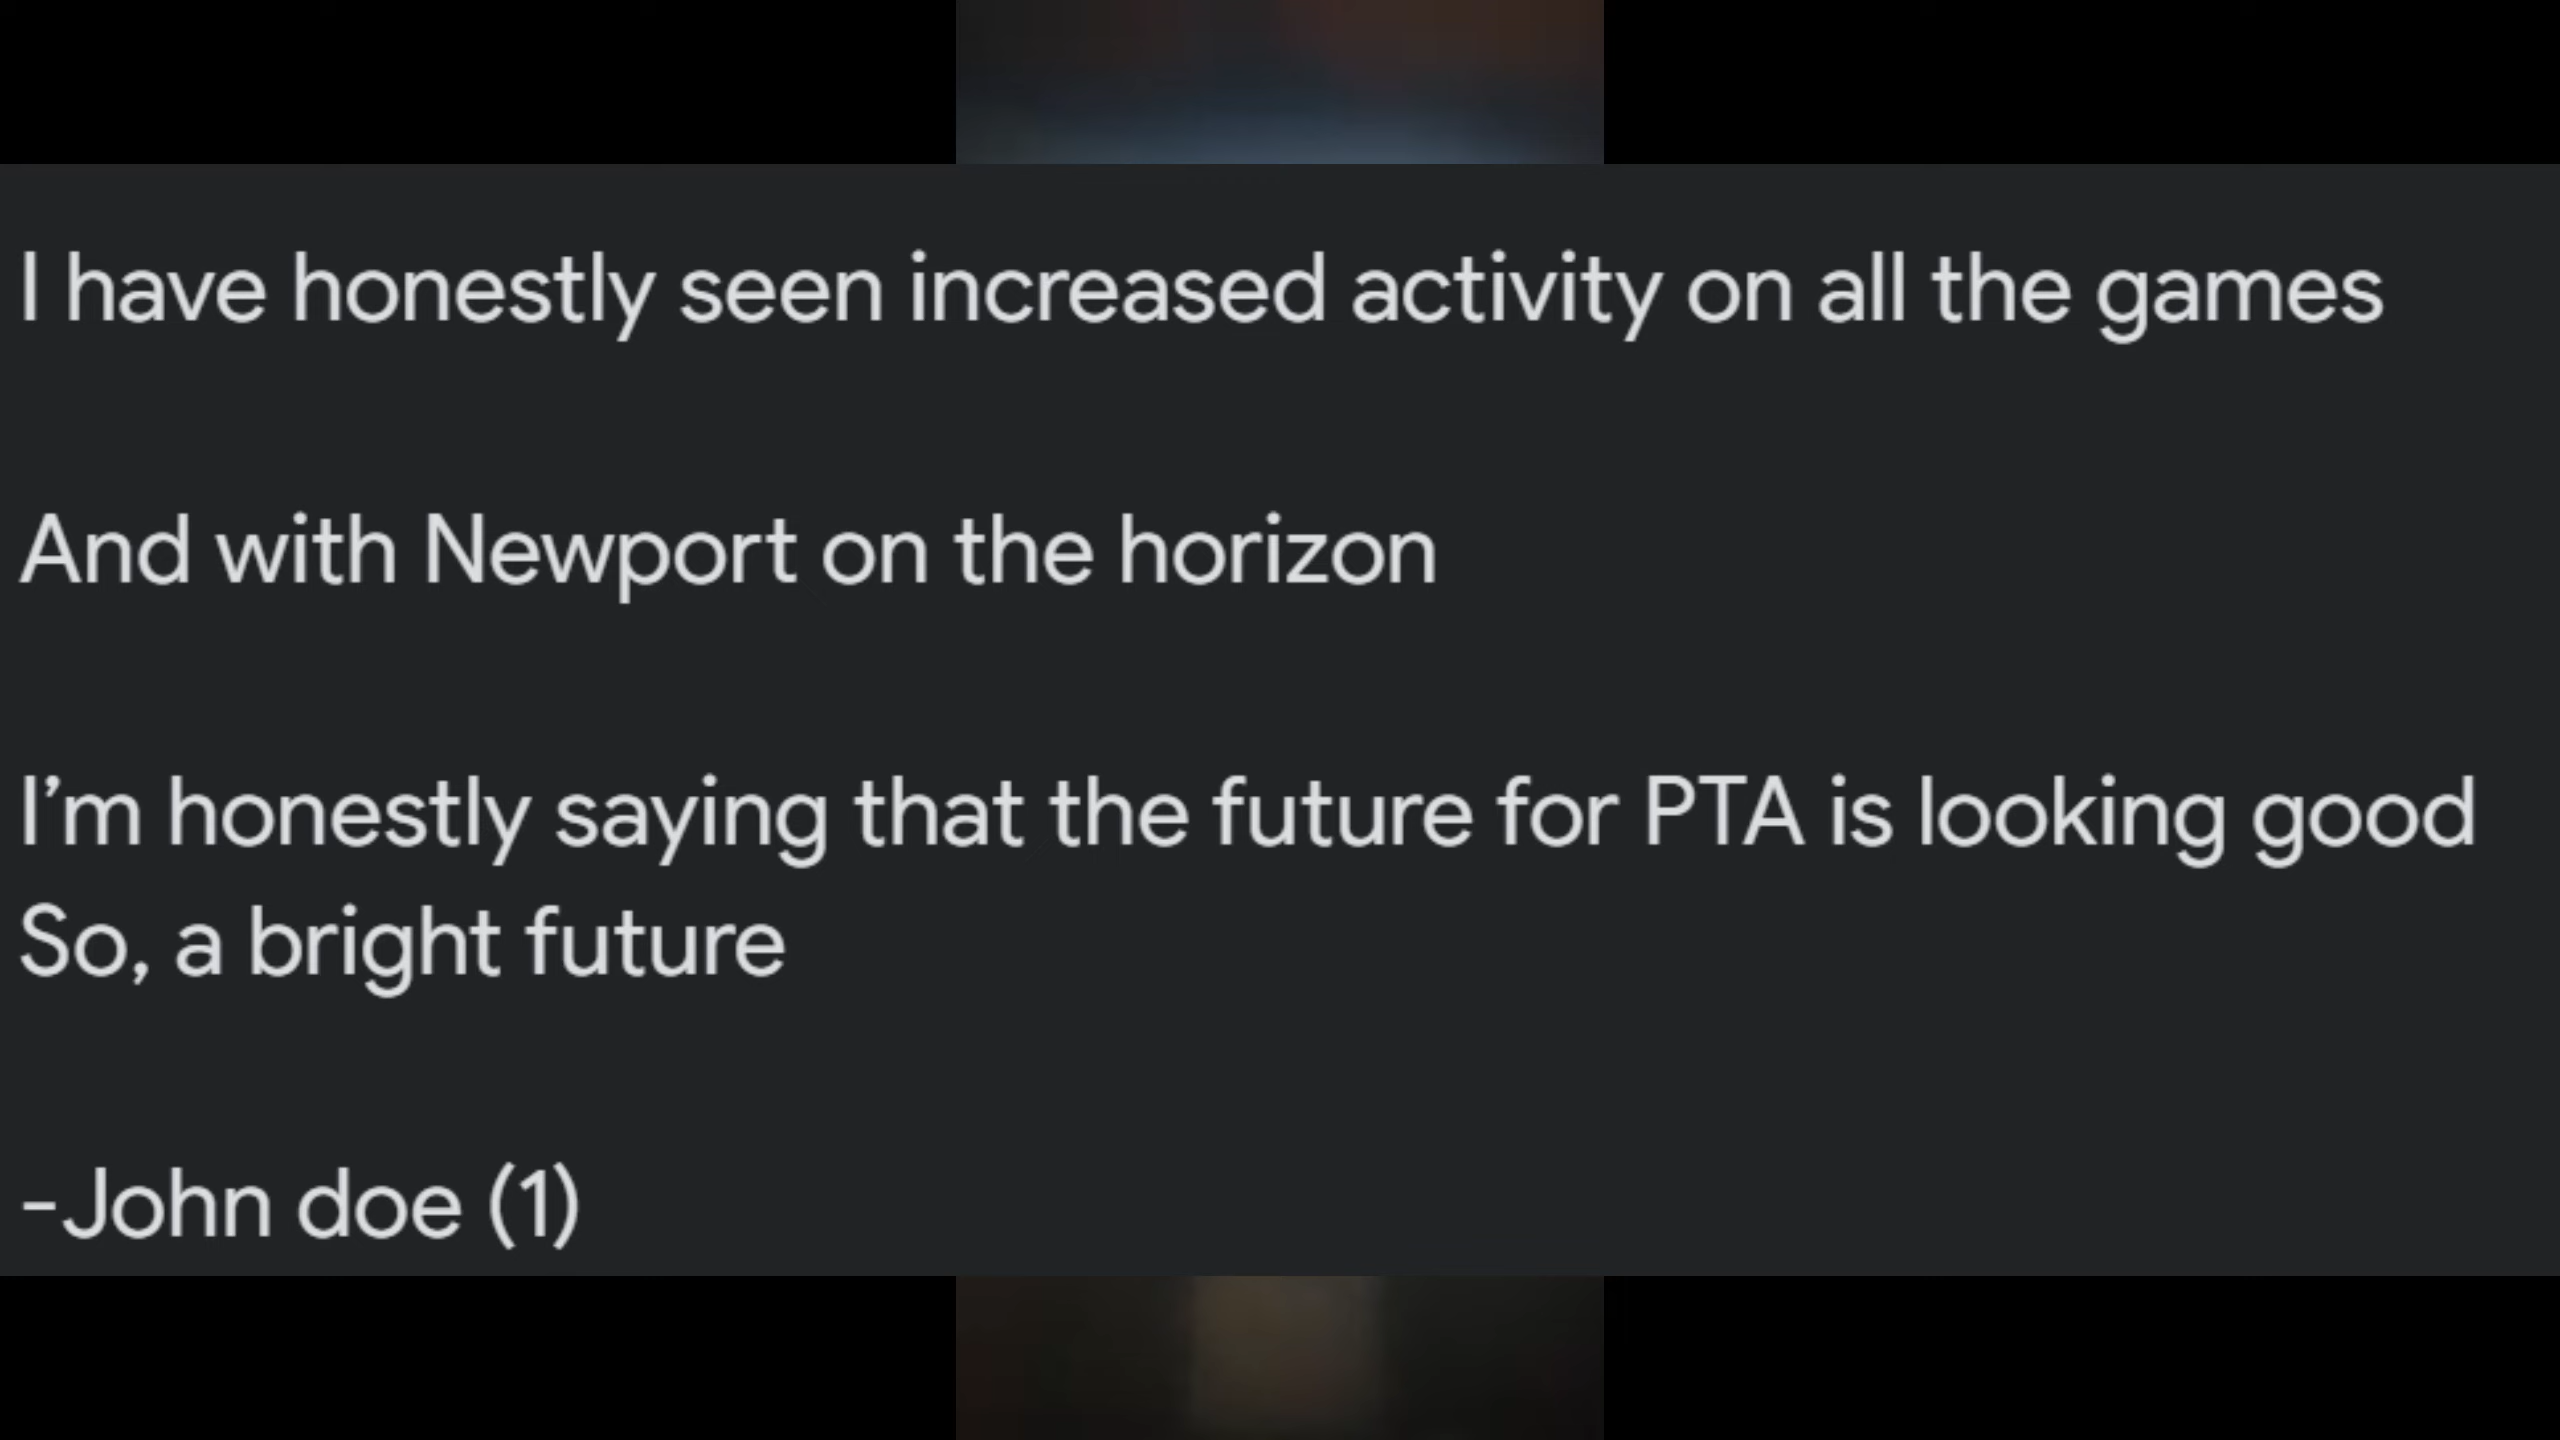 I have honestly seen increased activity on all the games
And with Newport on the horizon
I’m honestly saying that the future for PTA is looking good
So, a bright future
-John doe (1)